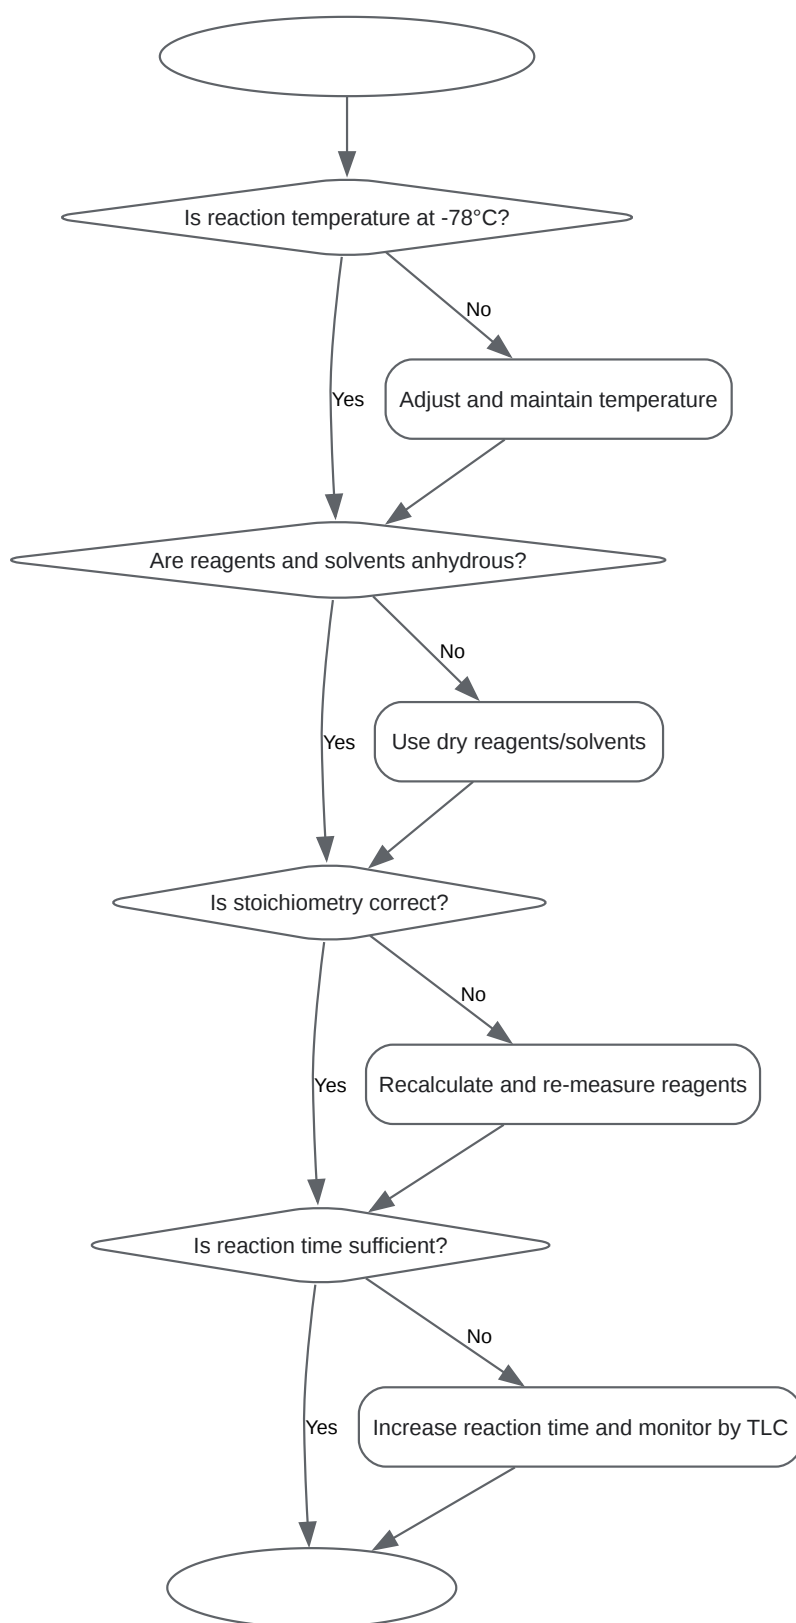 Is reaction temperature at -78°C?
No
Yes
Adjust and maintain temperature
Are reagents and solvents anhydrous?
No
Yes
Use dry reagents/solvents
Is stoichiometry correct?
No
Yes
Recalculate and re-measure reagents
Is reaction time sufficient?
No
Yes
Increase reaction time and monitor by TLC